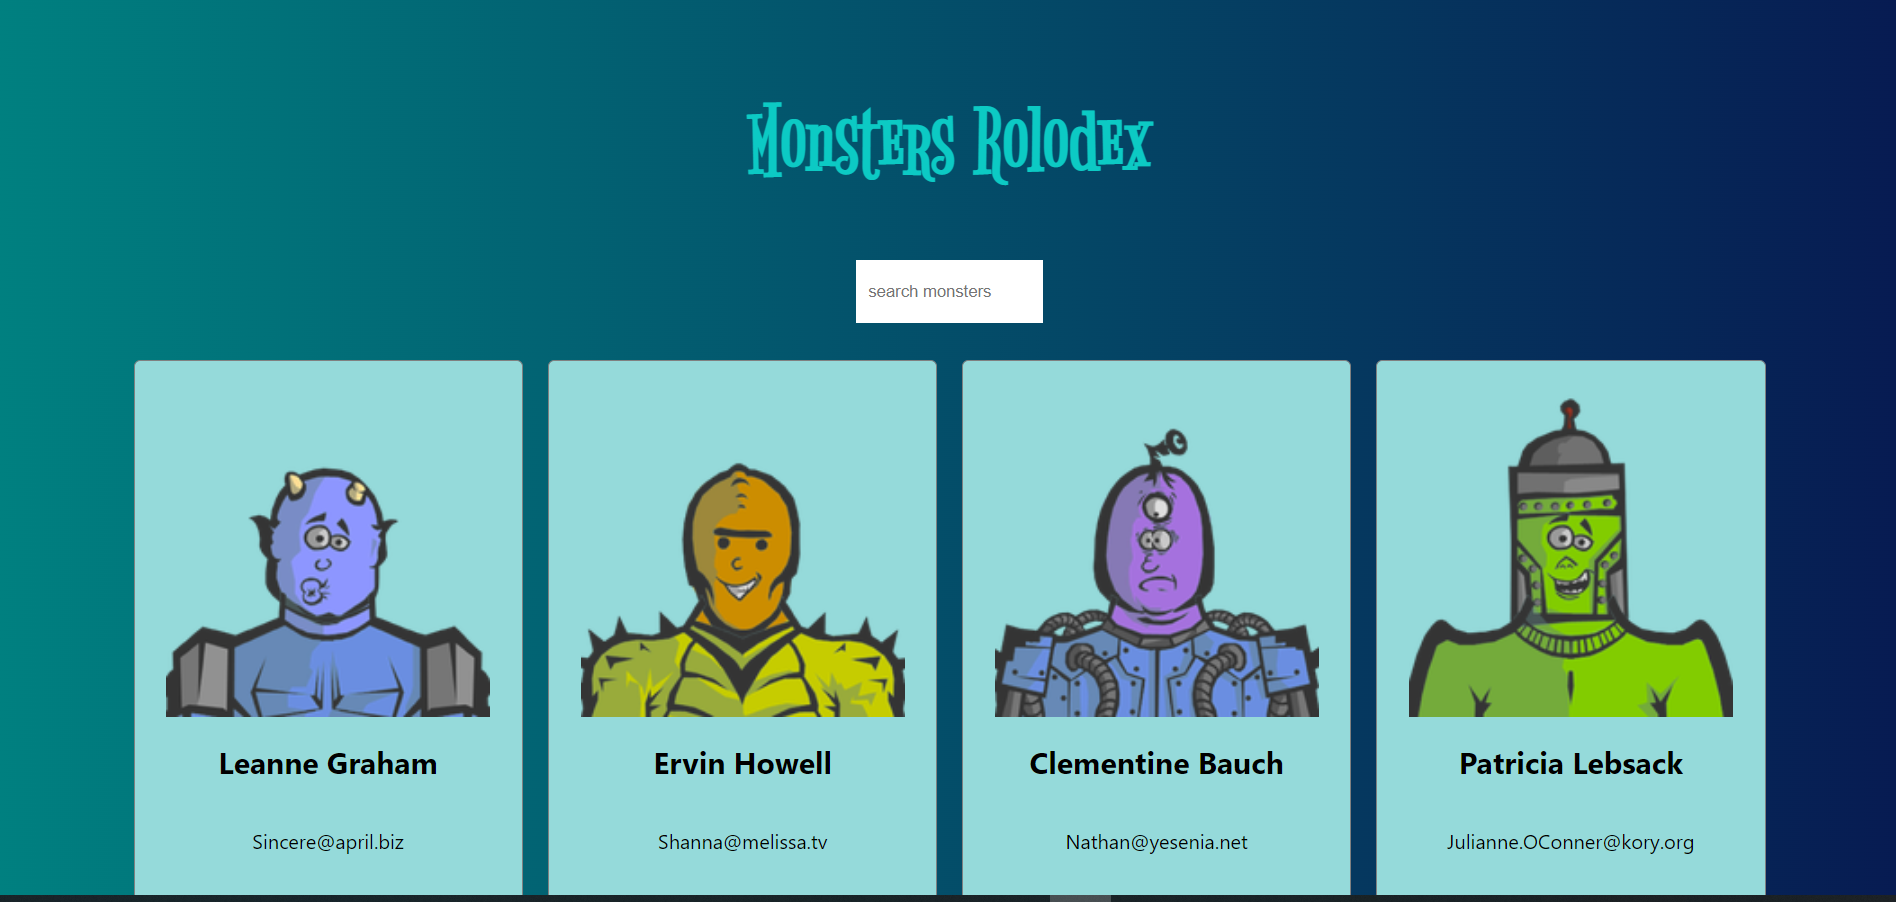 Monsters Rolodex
search monsters
Leanne Graham
Ervin Howell
Clementine Bauch
Patricia Lebsack
Sincere@april.biz
Shanna@melissa.tv
Nathan@yesenia.net
Julianne.OConner@kory.org